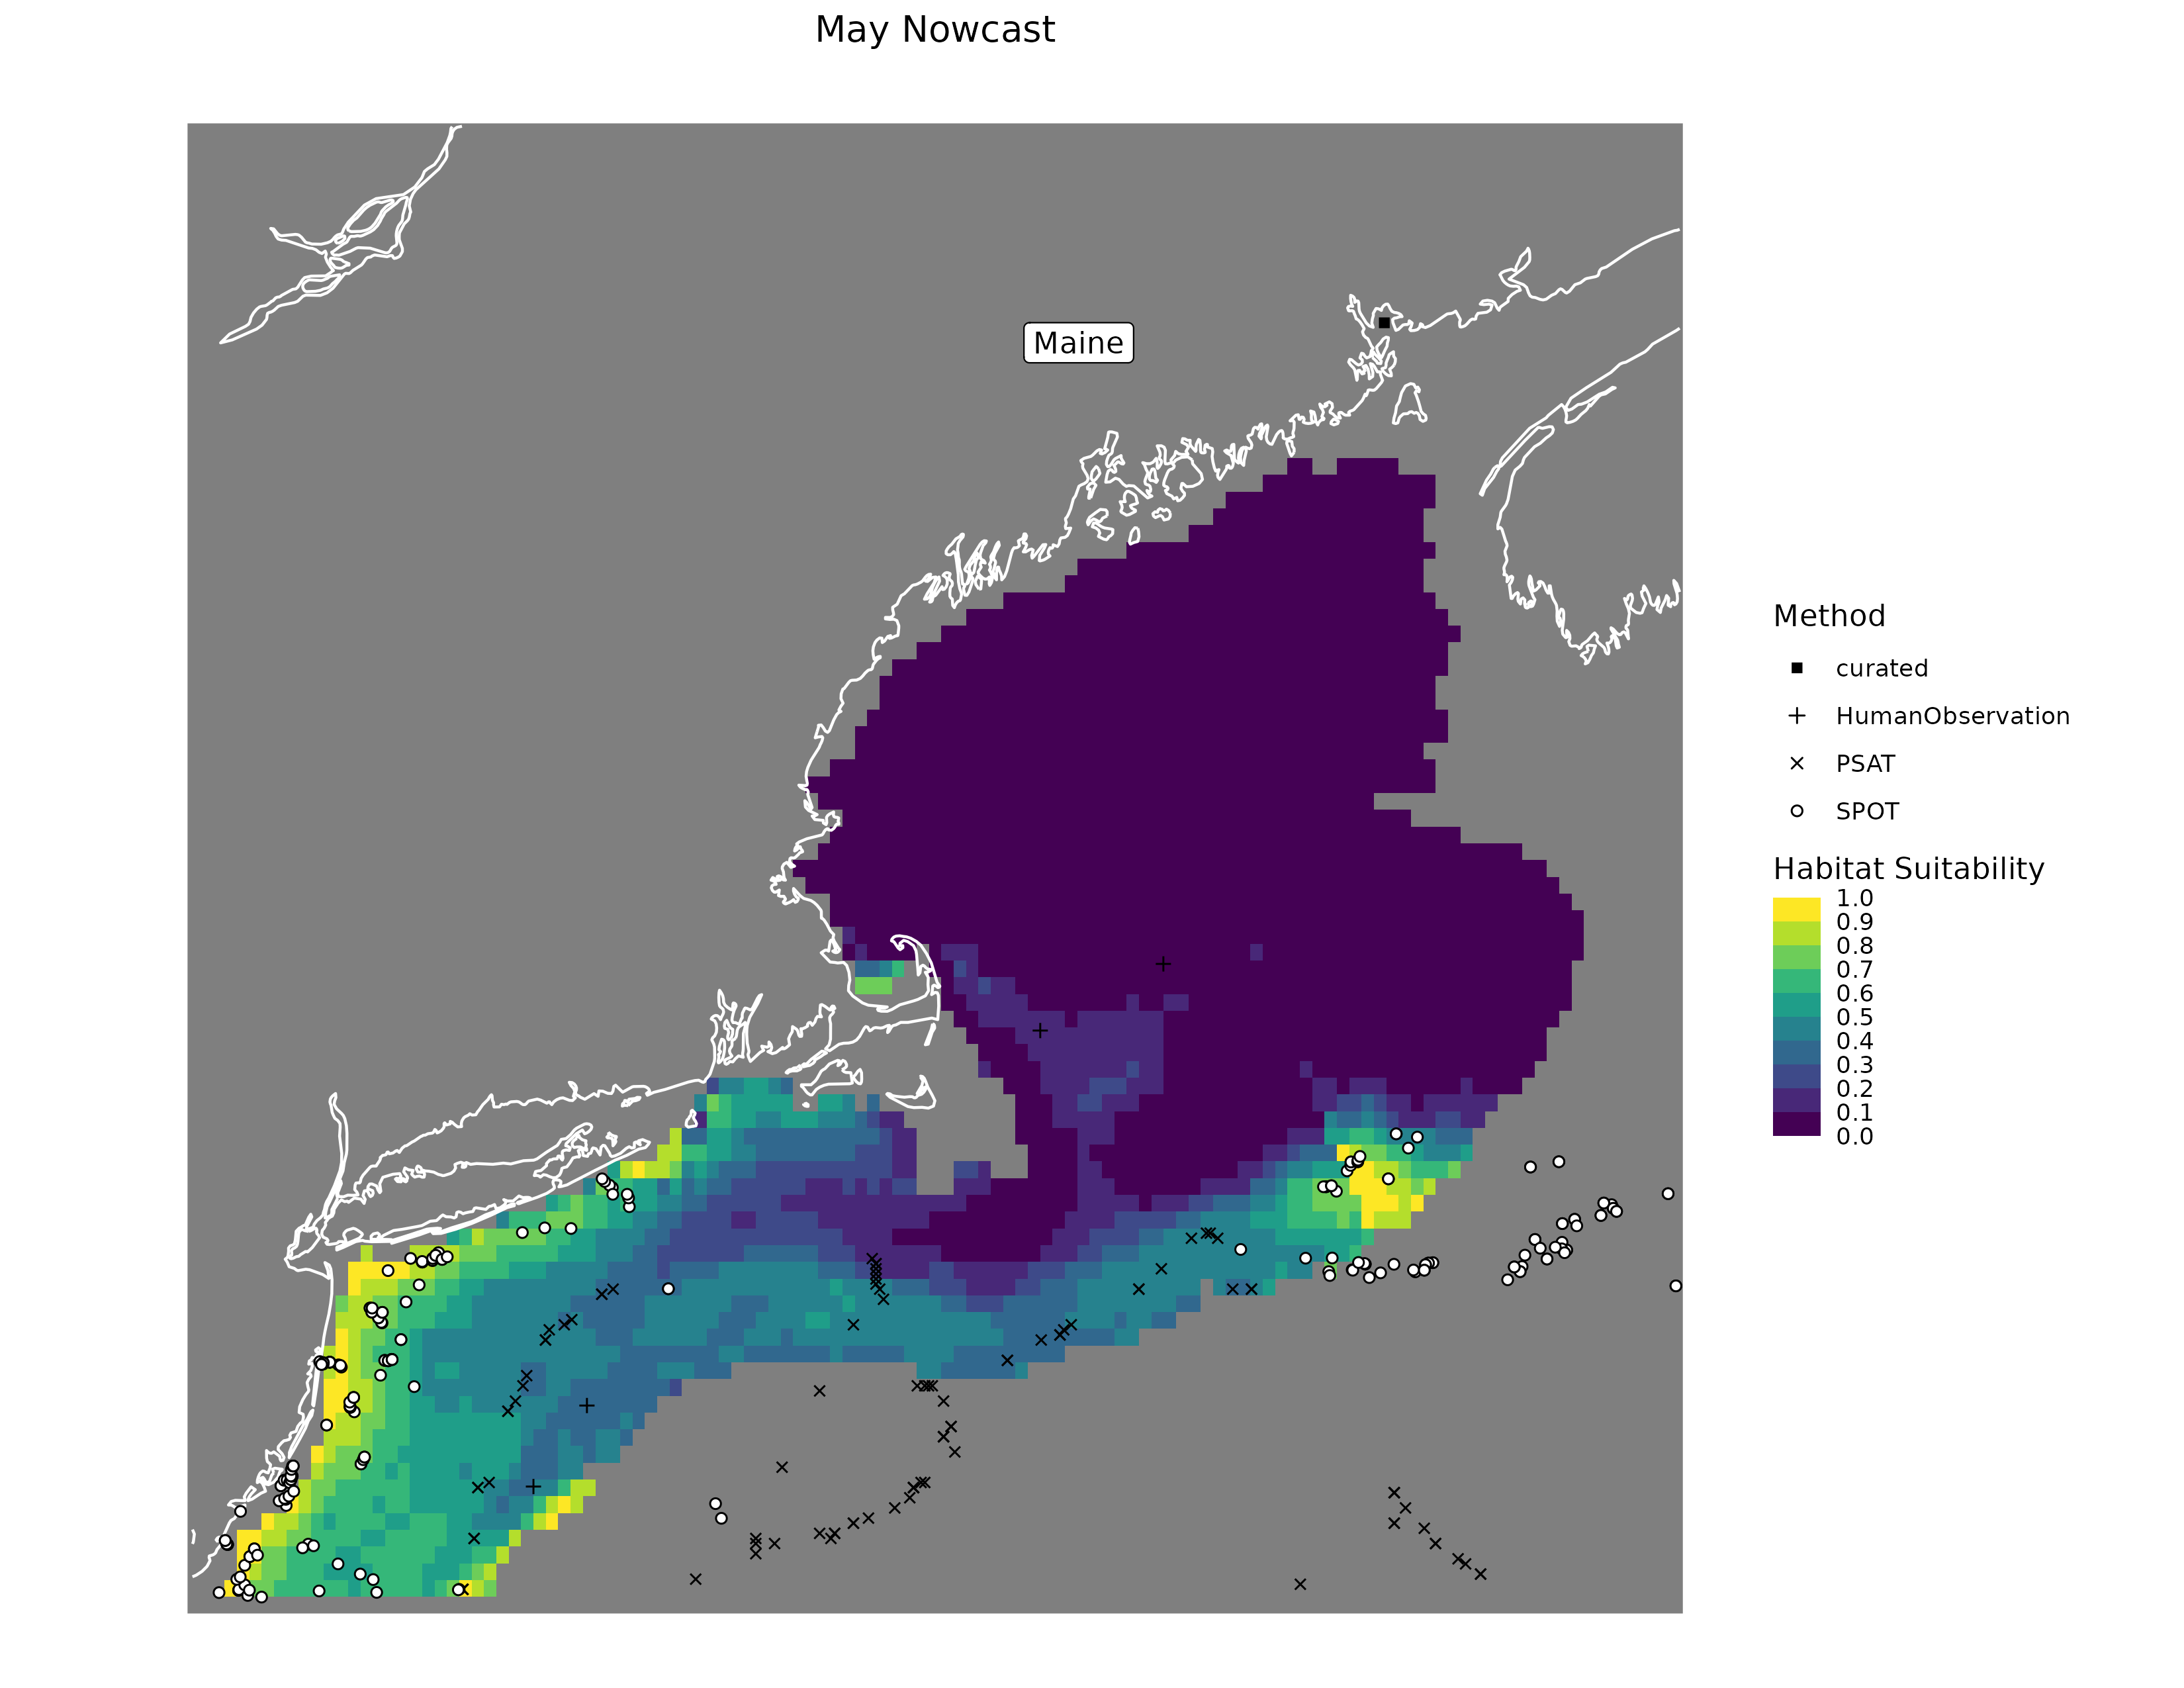 May Nowcast
Maine
Method
curated
HumanObservation
PSAT
SPOT
Habitat Suitability
1.0
0.9
0.8
0.7
0.6
0.5
0.4
0.3
0.2
0.1
0.0